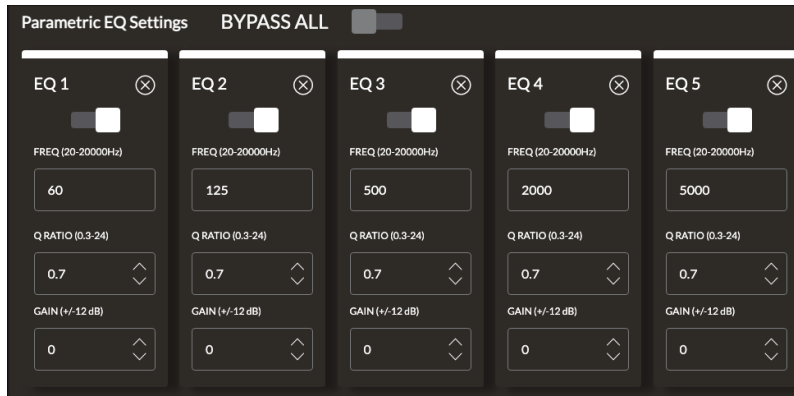 Parametric EQ Settings BYPASS ALL
EQ 1 EQ 2 EQ 3 EQ 4 EQ 5
FREQ (20-20000Hz) FREQ (20-20000Hz) FREQ (20-20000Hz) FREQ (20-20000Hz) FREQ (20-20000Hz)
60 125 500 2000 5000
Q RATIO (0.3-24) Q RATIO (0.3-24) Q RATIO (0.3-24) Q RATIO (0.3-24) Q RATIO (0.3-24)
0.7 0.7 0.7 0.7 0.7
GAIN (+/-12 dB) GAIN (+/-12 dB) GAIN (+/-12 dB) GAIN (+/-12 dB) GAIN (+/-12 dB)
0 0 0 0 0